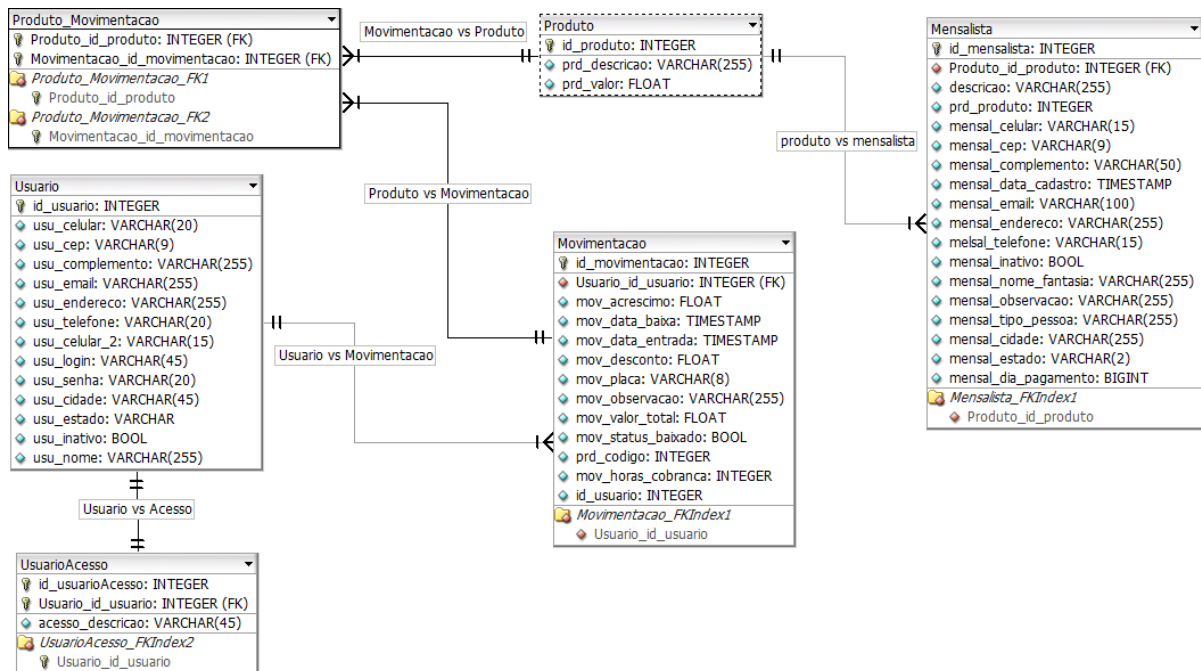 Produto_Movimentacao
Produto_id_produto: INTEGER (FK)
Movimentacao_id_movimentacao: INTEGER (FK)
Produto_Movimentacao_FK1
Produto_id_produto
Produto_Movimentacao_FK2
Movimentacao_id_movimentacao
Movimentacao vs Produto
Produto
id_produto: INTEGER
prd_descricao: VARCHAR(255)
prd_valor: FLOAT
Mensalista
id_mensalista: INTEGER
Produto_id_produto: INTEGER (FK)
descricao: VARCHAR(255)
prd_produto: INTEGER
mensal_celular: VARCHAR(15)
mensal_cep: VARCHAR(9)
mensal_complemento: VARCHAR(50)
mensal_data_cadastro: TIMESTAMP
mensal_email: VARCHAR(100)
mensal_endereco: VARCHAR(255)
melsal_telefone: VARCHAR(15)
mensal_inativo: BOOL
mensal_nome_fantasia: VARCHAR(255)
mensal_observacao: VARCHAR(255)
mensal_tipo_pessoa: VARCHAR(255)
mensal_cidade: VARCHAR(255)
mensal_estado: VARCHAR(2)
mensal_dia_pagamento: BIGINT
Mensalista_FKIndex1
Produto_id_produto
produto vs mensalista
Produto vs Movimentacao
Usuario
id_usuario: INTEGER
usu_celular: VARCHAR(20)
usu_cep: VARCHAR(9)
usu_complemento: VARCHAR(255)
usu_email: VARCHAR(255)
usu_endereco: VARCHAR(255)
usu_telefone: VARCHAR(20)
usu_celular_2: VARCHAR(15)
usu_login: VARCHAR(45)
usu_senha: VARCHAR(20)
usu_cidade: VARCHAR(45)
usu_estado: VARCHAR
usu_inativo: BOOL
usu_nome: VARCHAR(255)
Usuario vs Movimentacao
Movimentacao
id_movimentacao: INTEGER
Usuario_id_usuario: INTEGER (FK)
mov_acrescimo: FLOAT
mov_data_baixa: TIMESTAMP
mov_data_entrada: TIMESTAMP
mov_desconto: FLOAT
mov_placa: VARCHAR(8)
mov_observacao: VARCHAR(255)
mov_valor_total: FLOAT
mov_status_baixado: BOOL
prd_codigo: INTEGER
mov_horas_cobranca: INTEGER
id_usuario: INTEGER
Movimentacao_FKIndex1
Usuario_id_usuario
Usuario vs Acesso
UsuarioAcesso
id_usuarioAcesso: INTEGER
Usuario_id_usuario: INTEGER (FK)
acesso_descricao: VARCHAR(45)
UsuarioAcesso_FKIndex2
Usuario_id_usuario